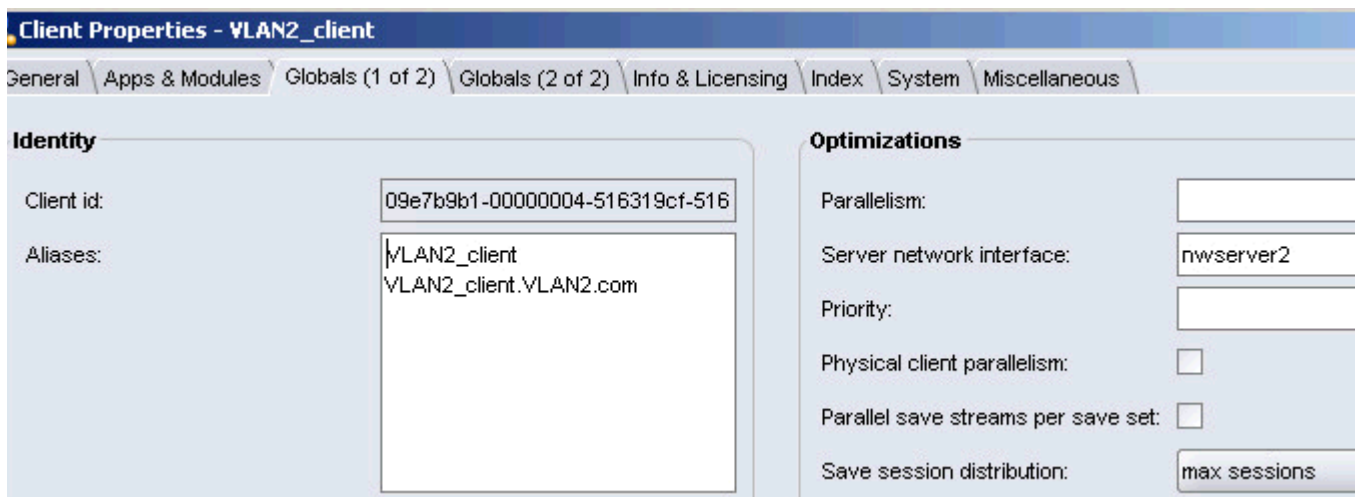 Client Properties - VLAN2_client
General Apps & Modules Globals (1 of 2) Globals (2 of 2) Info & Licensing Index System Miscellaneous
Identity
Client id: 09e7b9b1-00000004-516319cf-516
Aliases: VLAN2_client
VLAN2_client.VLAN2.com
Optimizations
Parallelism:
Server network interface: nwserver2
Priority:
Physical client parallelism:
Parallel save streams per save set:
Save session distribution: max sessions